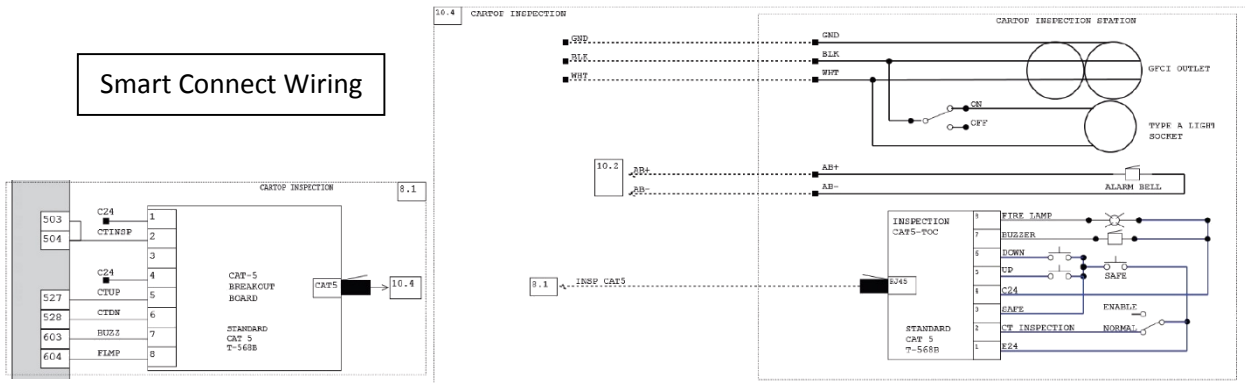 Smart Connect Wiring
CARTOP INSPECTION
8.1
503
504
C24
CTINSP
C24
527
CTUP
528
CTDN
603
BUZZ
604
FLMP
1
2
3
4
5
6
7
8
CAT-5
BREAKOUT
BOARD
STANDARD
CAT 5
T-568B
CAT5
10.4
10.4 CARTOP INSPECTION
CARTOP INSPECTION STATION
GND GND
BLK BLK
WHT WHT
GFCI OUTLET
ON
OFF
TYPE A LIGHT
SOCKET
10.2
AB+ AB+
AB- AB-
ALARM BELL
8.1
INSP CAT5
INSPECTION
CAT5-TOC
RJ45
STANDARD
CAT 5
T-568B
8 FIRE LAMP
7 BUZZER
6 DOWN
5 UP
SAFE
4 C24
3 SAFE
ENABLE
2 CT INSPECTION NORMAL
1 E24